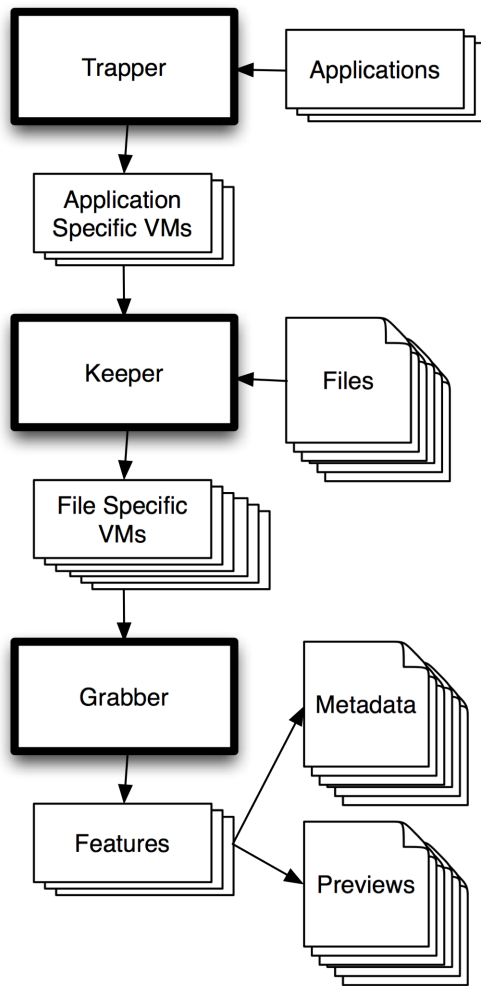 Trapper
Applications
Application
Specific VMs
Keeper
Files
File Specific
VMs
Grabber
Metadata
Features
Previews